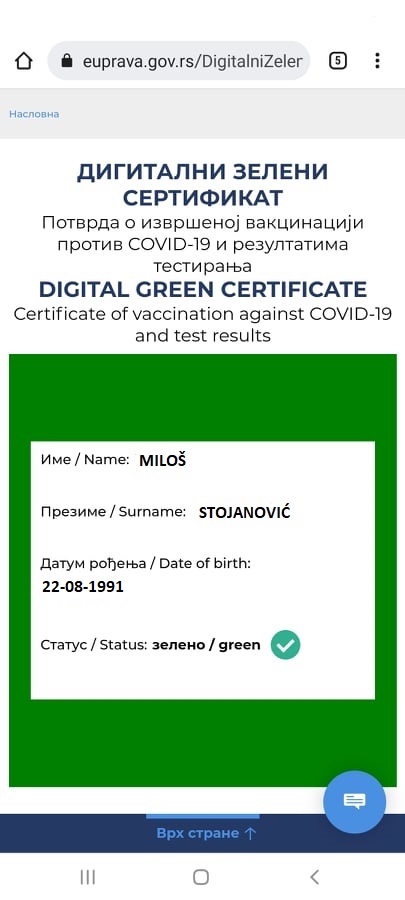 euprava.gov.rs/DigitalniZeler
5
Насловна
ДИГИТАЛНИ ЗЕЛЕНИ
СЕРТИФИКАТ
Потврда о извршеној вакцинацији
против COVID-19 и резултатима
тестирања
DIGITAL GREEN CERTIFICATE
Certificate of vaccination against COVID-19
and test results
Име / Name: MILOŠ
Презиме / Surname: STOJANOVIĆ
Датум рођења / Date of birth:
22-08-1991
Статус / Status: зелено / green
Врх стране ↑